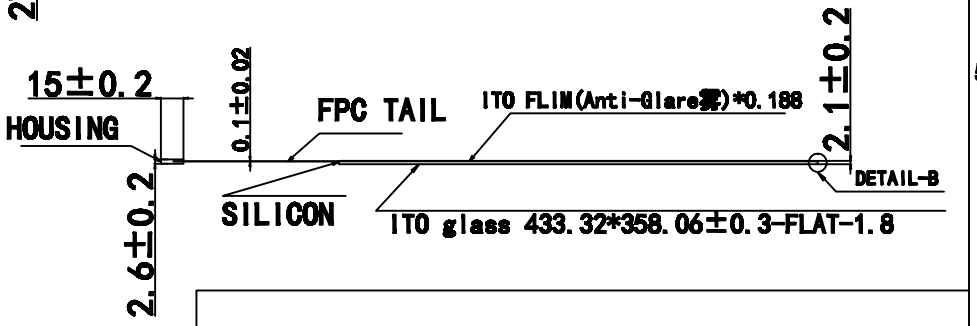 15±0.2
0.1±0.02
2.1±0.2
ITO FLIM(Anti-Glare雾)*0.188
FPC TAIL
HOUSING
DETAIL-B
SILICON
ITO glass 433.32*358.06±0.3-FLAT-1.8
2.6±0.2